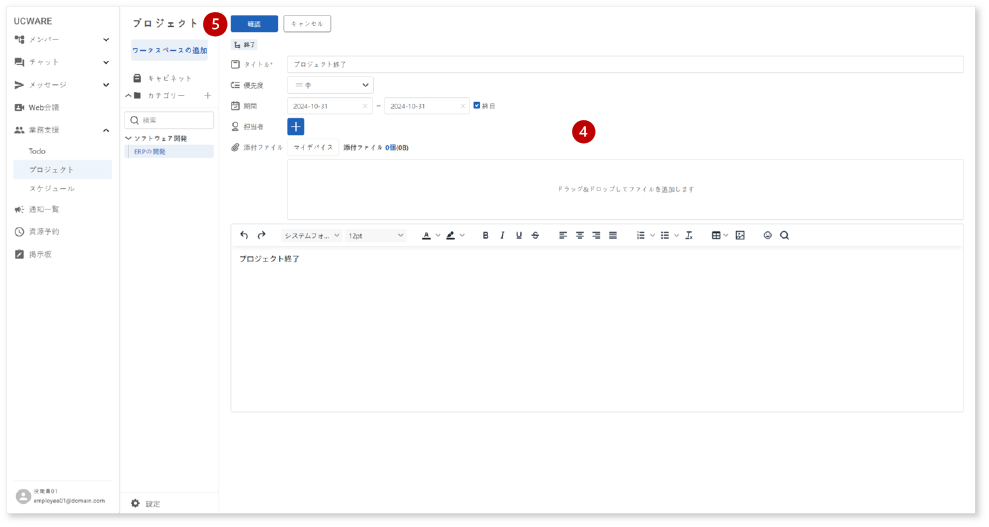 UCWARE
メンバー
チャット
メッセージ
Web会議
業務支援
Todo
プロジェクト
スケジュール
通知一覧
資源予約
掲示板
役職員01
employee01@domain.com
プロジェクト
ワークスペースの追加
キャビネット
カテゴリー
検索
ソフトウェア開発
ERPの開発
設定
5
確認 キャンセル
終了
タイトル* プロジェクト終了
優先度 中
期間 2024-10-31 ~ 2024-10-31 終日
担当者
4
添付ファイル マイデバイス 添付ファイル 0個(0B)
ドラッグ&ドロップしてファイルを追加します
システムフォ... 12pt
プロジェクト終了